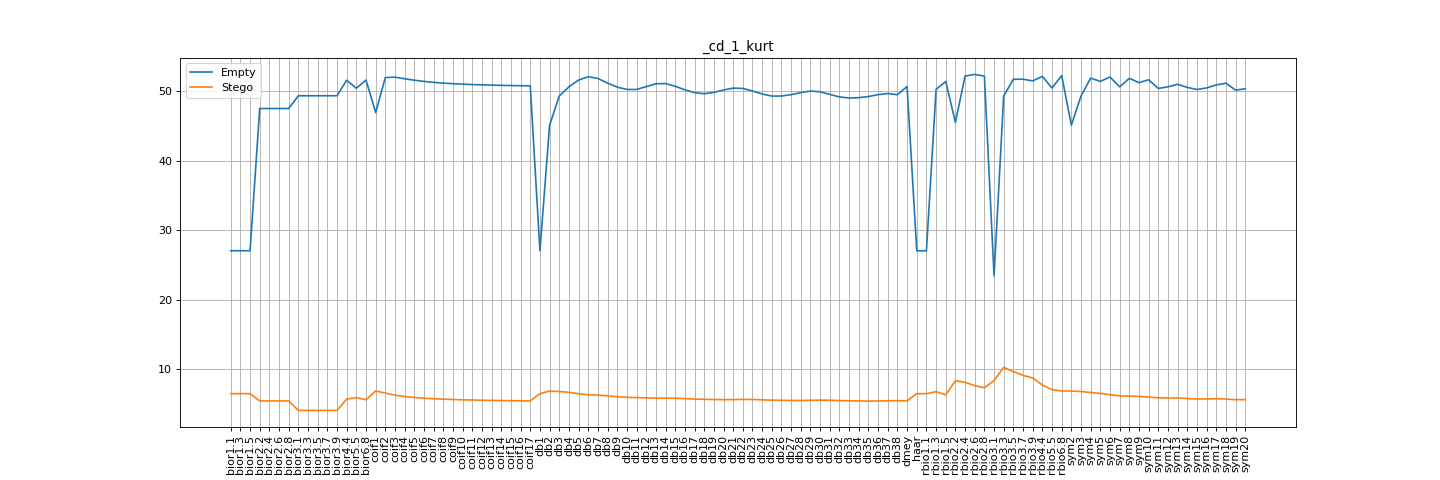 _cd_1_kurt
Empty
Stego
50
40
30
20
10
bior1.1
bior1.3
bior1.5
bior2.2
bior2.4
bior2.6
bior2.8
bior3.1
bior3.3
bior3.5
bior3.7
bior3.9
bior4.4
bior5.5
bior6.8
coif1
coif2
coif3
coif4
coif5
coif6
coif7
coif8
coif9
coif10
coif11
coif12
coif13
coif14
coif15
coif16
coif17
db1
db2
db3
db4
db5
db6
db7
db8
db9
db10
db11
db12
db13
db14
db15
db16
db17
db18
db19
db20
db21
db22
db23
db24
db25
db26
db27
db28
db29
db30
db31
db32
db33
db34
db35
db36
db37
db38
dmey
haar
rbio1.1
rbio1.3
rbio1.5
rbio2.2
rbio2.4
rbio2.6
rbio2.8
rbio3.1
rbio3.3
rbio3.5
rbio3.7
rbio3.9
rbio4.4
rbio5.5
rbio6.8
sym2
sym3
sym4
sym5
sym6
sym7
sym8
sym9
sym10
sym11
sym12
sym13
sym14
sym15
sym16
sym17
sym18
sym19
sym20